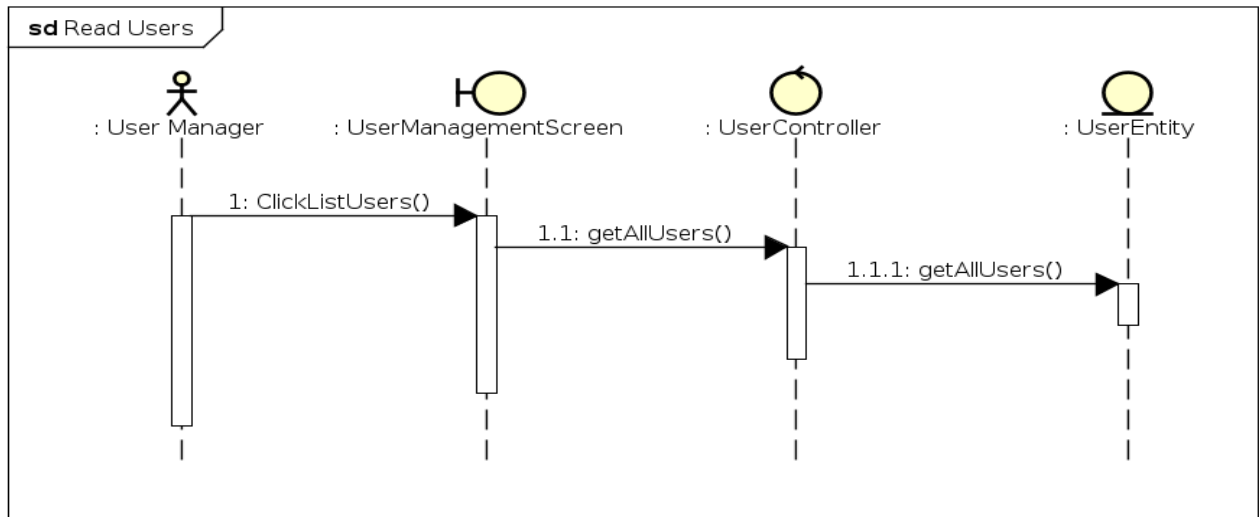 sd Read Users
: User Manager
: UserManagementScreen
: UserController
: UserEntity
1: ClickListUsers()
1.1: getAllUsers()
1.1.1: getAllUsers()